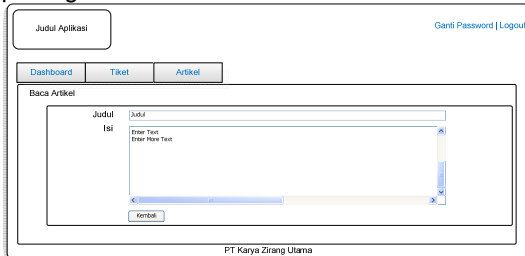 Judul Aplikasi
Ganti Password | Logout
Dashboard Tiket Artikel
Baca Artikel
Judul Judul
Isi Enter Text
Enter More Text
Kembali
PT Karya Zirang Utama